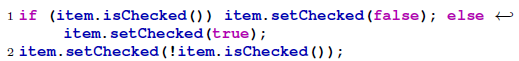 1 if (item.isChecked()) item.setChecked(false); else ↩
item.setChecked(true);
2 item.setChecked(!item.isChecked());